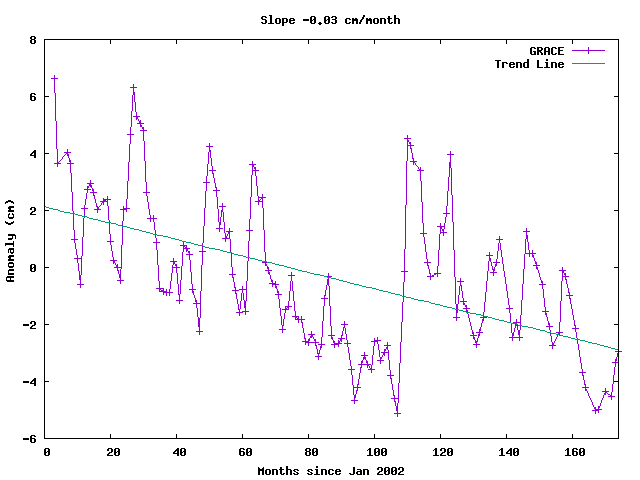 Slope -0.03 cm/month
GRACE
Trend Line
8
6
4
2
0
-2
-4
-6
Anomaly (cm)
0 20 40 60 80 100 120 140 160
Months since Jan 2002